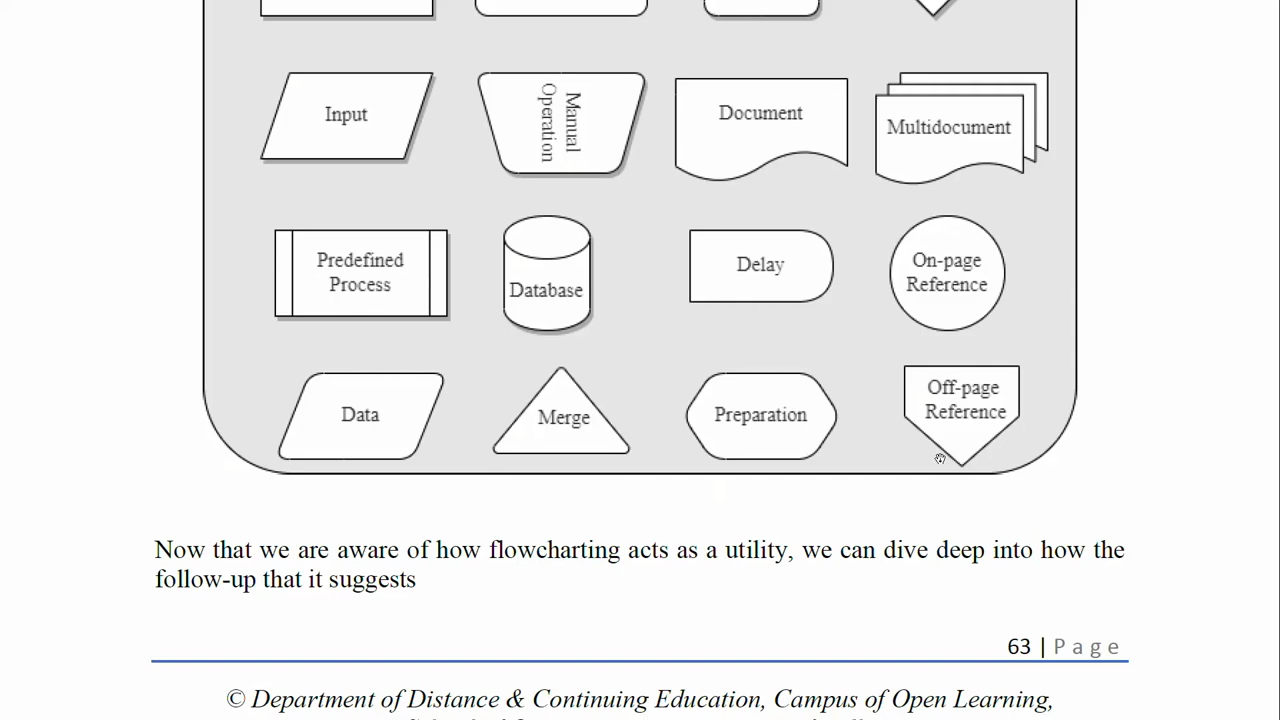 Input
Manual
Operation
Document
Multidocument
Predefined
Process
Database
Delay
On-page
Reference
Data
Merge
Preparation
Off-page
Reference
Now that we are aware of how flowcharting acts as a utility, we can dive deep into how the
follow-up that it suggests
63 | Page
© Department of Distance & Continuing Education, Campus of Open Learning,